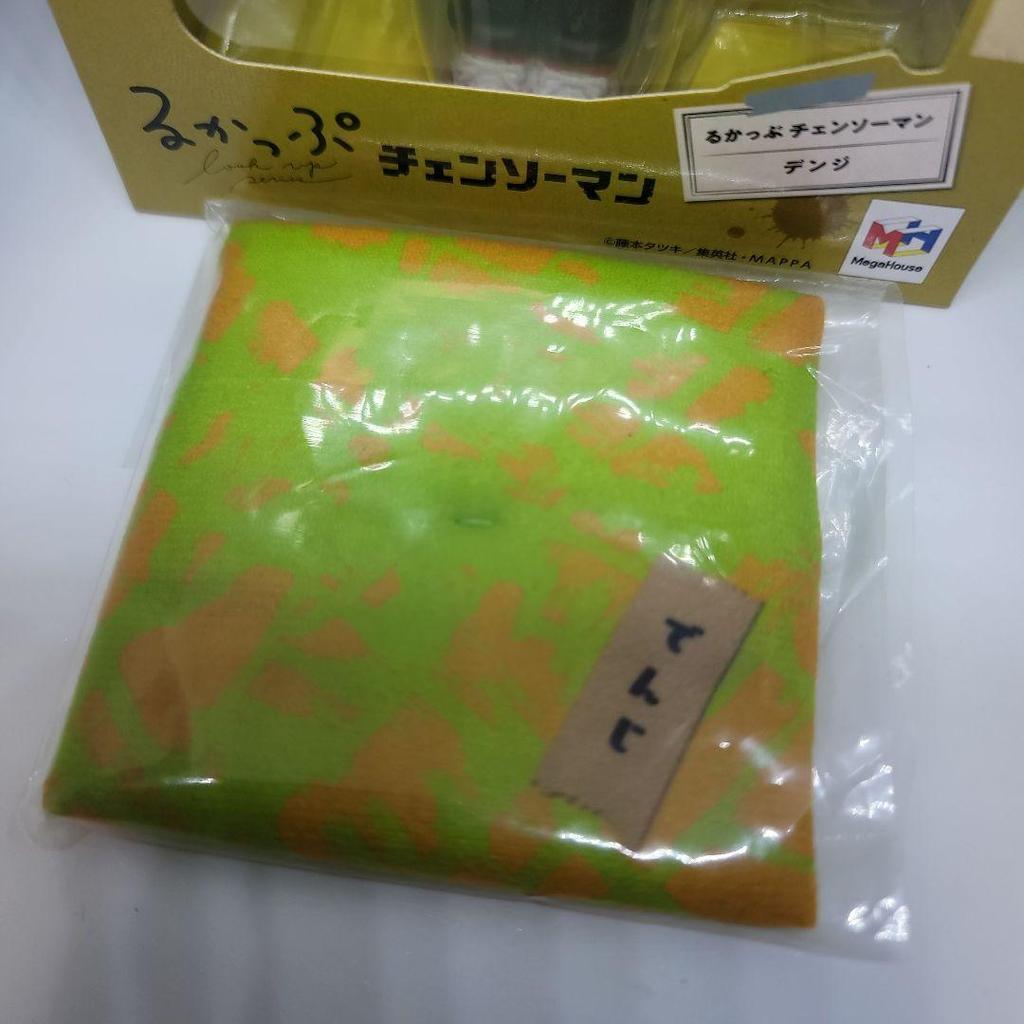 るかっぷ
look up
series
チェンソーマン
るかっぷ チェンソーマン
デンジ
©藤本タツキ／集英社・MAPPA
MegaHouse
でんじ